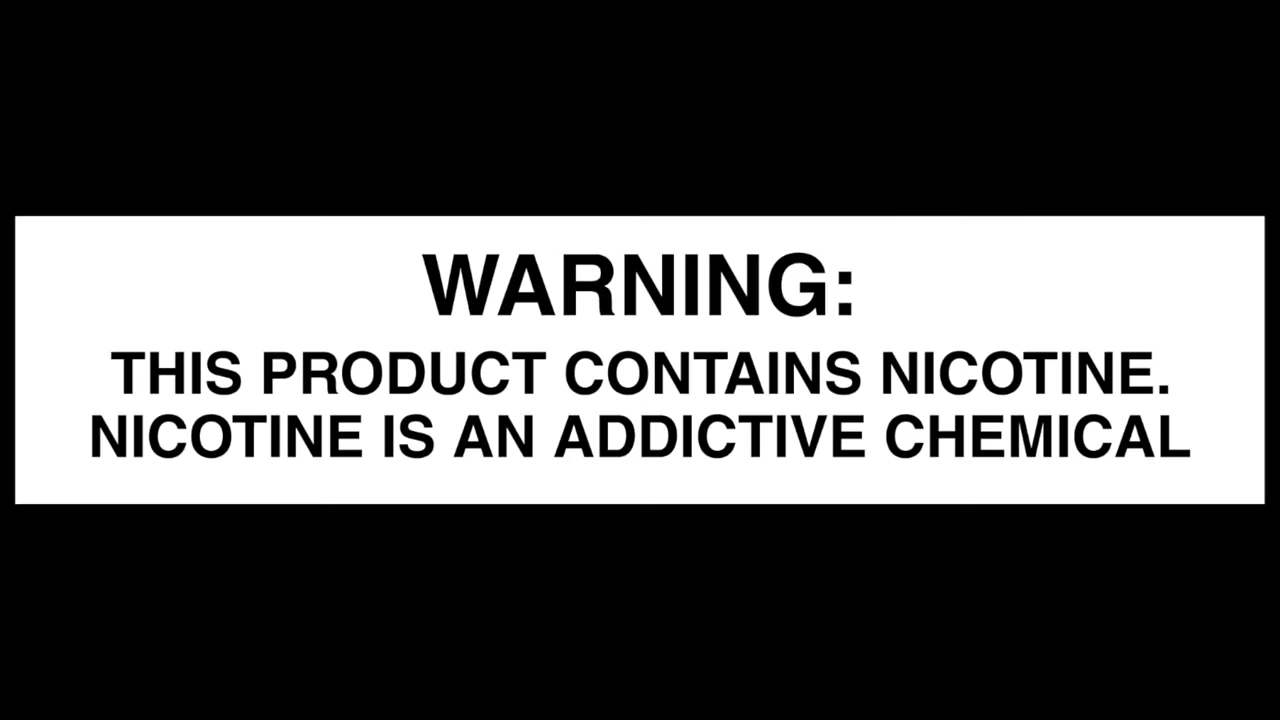 WARNING:
THIS PRODUCT CONTAINS NICOTINE.
NICOTINE IS AN ADDICTIVE CHEMICAL